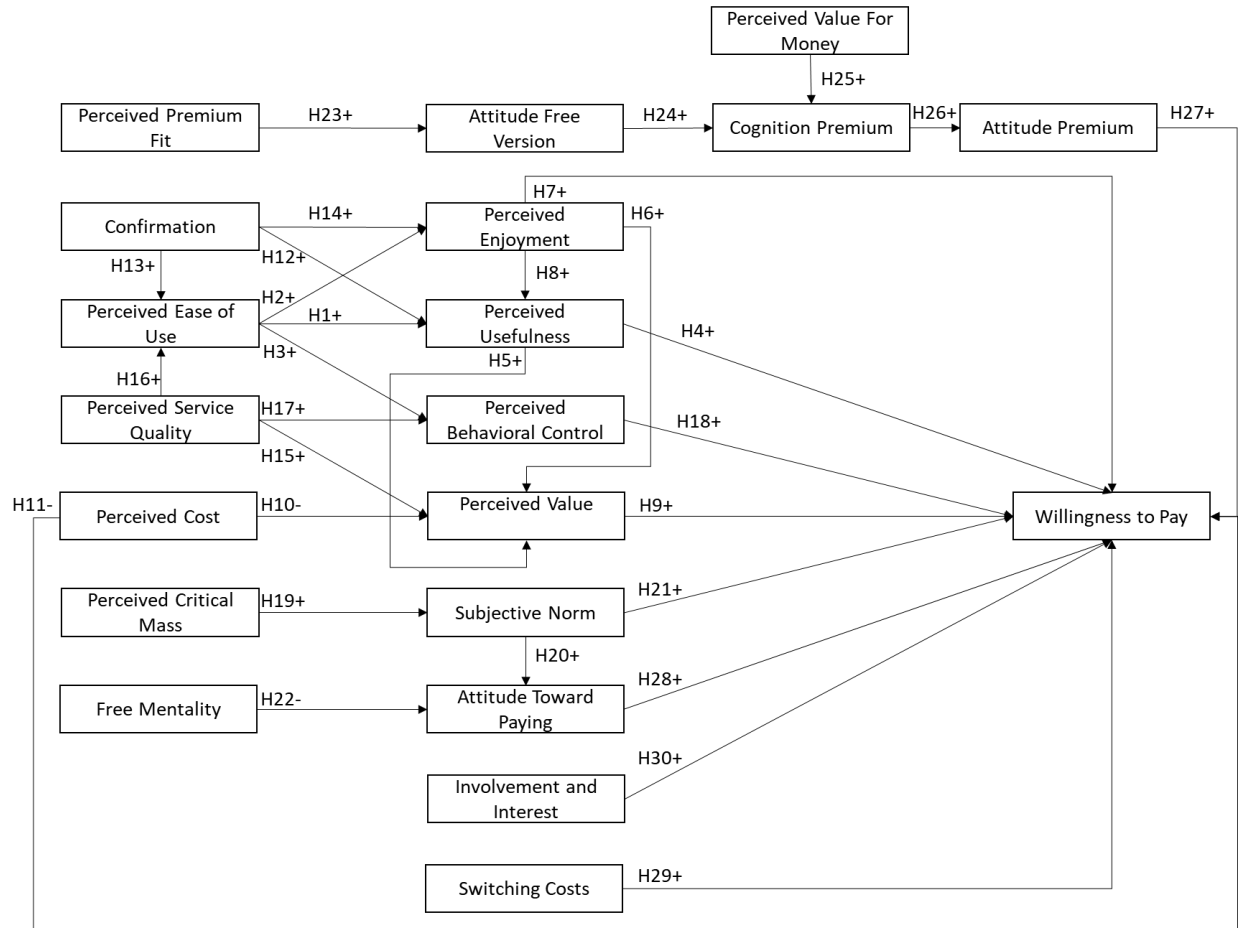 Perceived Value For
Money
H25+
Perceived Premium
Fit
H23+
Attitude Free
Version
H24+
Cognition Premium
H26+
Attitude Premium
H27+
H7+
Confirmation
H14+
Perceived
Enjoyment
H6+
H13+
H12+
H8+
H2+
Perceived Ease of
Use
H1+
Perceived
Usefulness
H4+
H3+
H5+
H16+
Perceived Service
Quality
H17+
Perceived
Behavioral Control
H18+
H15+
H11-
Perceived Cost
H10-
Perceived Value
H9+
Willingness to Pay
Perceived Critical
Mass
H19+
Subjective Norm
H21+
H20+
Free Mentality
H22-
Attitude Toward
Paying
H28+
H30+
Involvement and
Interest
Switching Costs
H29+